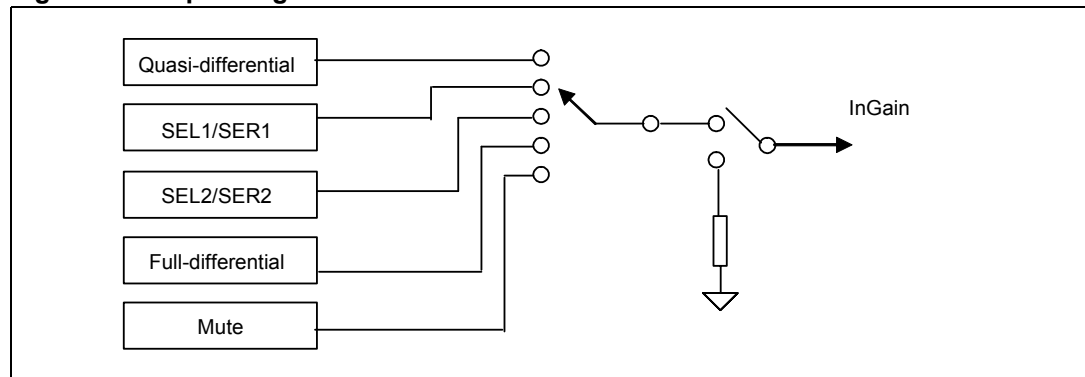 Quasi-differential
InGain
SEL1/SER1
SEL2/SER2
Full-differential
Mute